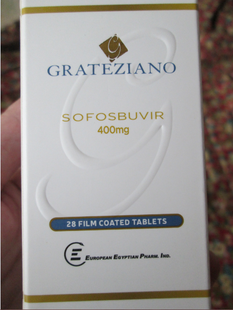 G
GRATEZIANO
SOFOSBUVIR
400mg
28 FILM COATED TABLETS
E EUROPEAN EGYPTIAN PHARM. IND.